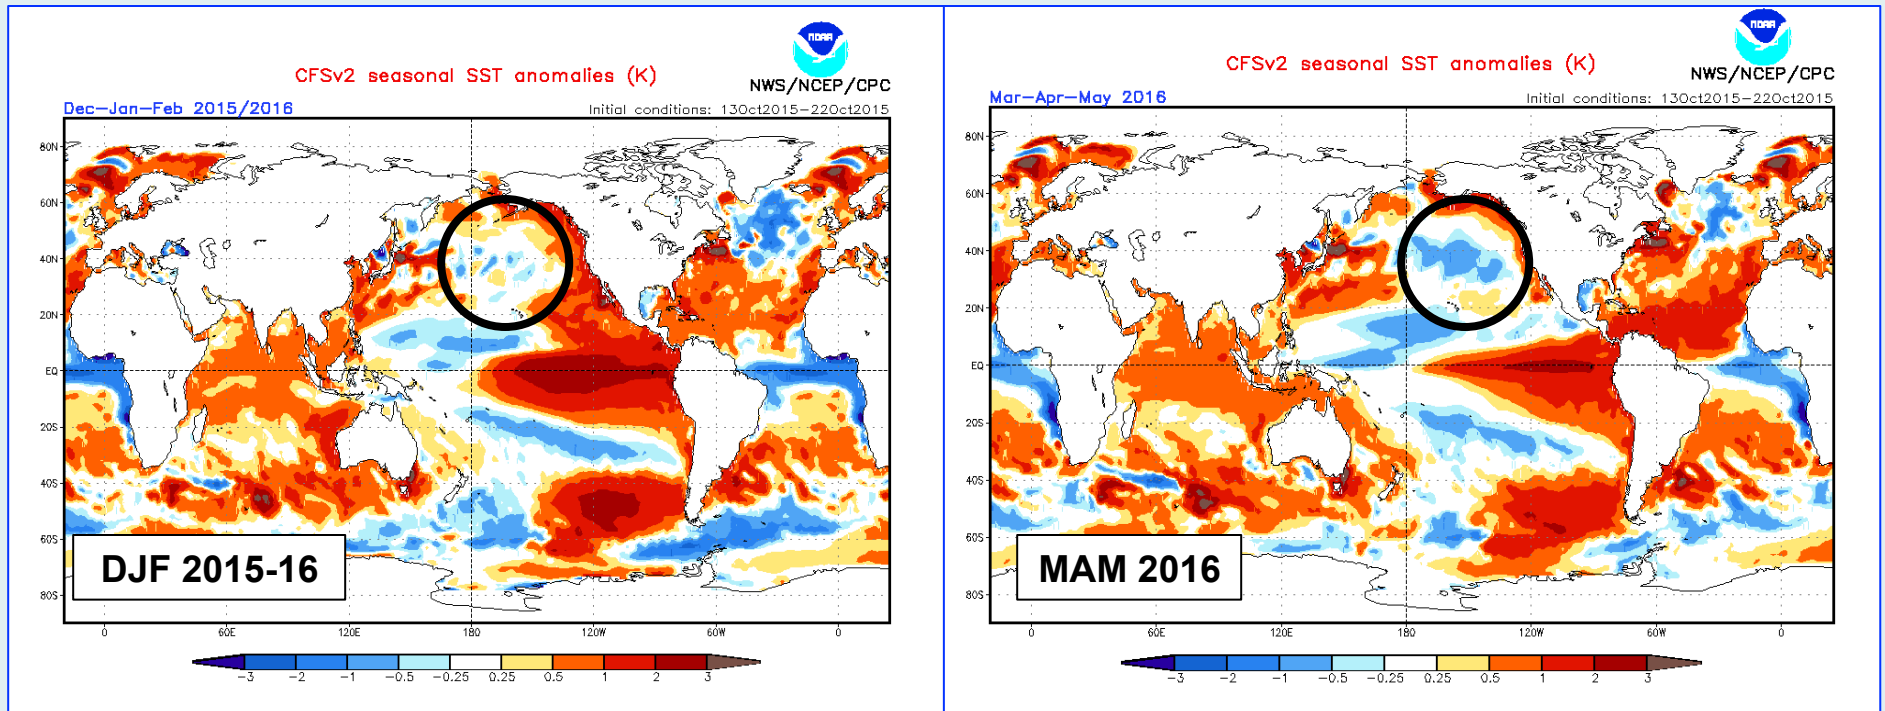 NOAA
NWS/NCEP/CPC
CFSv2 seasonal SST anomalies (K)
Dec-Jan-Feb 2015/2016
Initial conditions: 13Oct2015-22Oct2015
80N
60N
40N
20N
EQ
20S
40S
60S
80S
DJF 2015-16
0 60E 120E 180 120W 60W 0
-3 -2 -1 -0.5 -0.25 0.25 0.5 1 2 3
NOAA
NWS/NCEP/CPC
CFSv2 seasonal SST anomalies (K)
Mar-Apr-May 2016
Initial conditions: 13Oct2015-22Oct2015
80N
60N
40N
20N
EQ
20S
40S
60S
80S
MAM 2016
0 60E 120E 180 120W 60W 0
-3 -2 -1 -0.5 -0.25 0.25 0.5 1 2 3